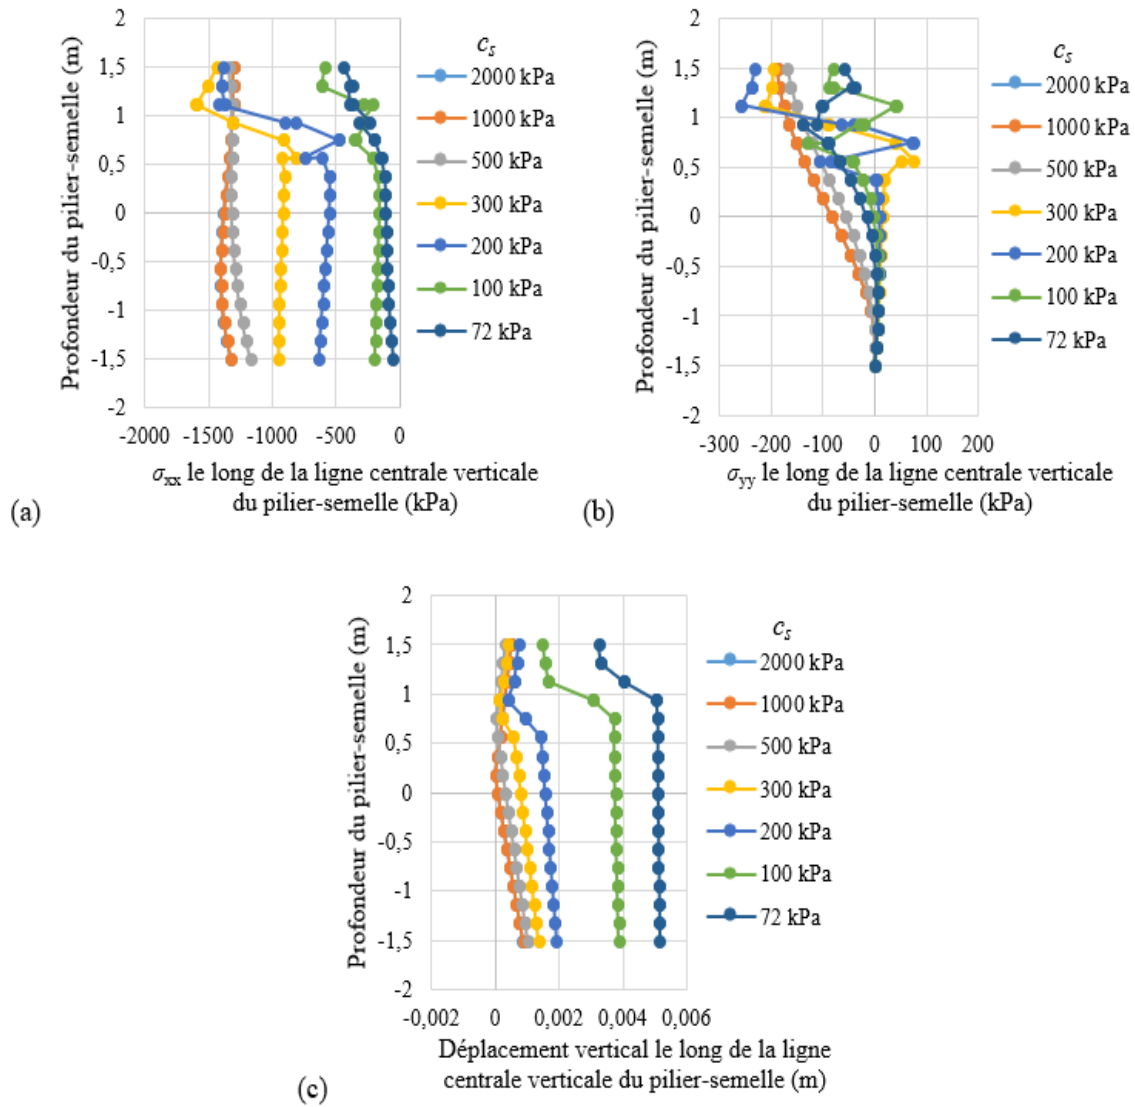 Profondeur du pilier-semelle (m)
2
1,5
1
0,5
0
-0,5
-1
-1,5
-2
-2000 -1500 -1000 -500 0
σxx le long de la ligne centrale verticale
du pilier-semelle (kPa)
cs
2000 kPa
1000 kPa
500 kPa
300 kPa
200 kPa
100 kPa
72 kPa
(a)
Profondeur du pilier-semelle (m)
2
1,5
1
0,5
0
-0,5
-1
-1,5
-2
-300 -200 -100 0 100 200
σyy le long de la ligne centrale verticale
du pilier-semelle (kPa)
cs
2000 kPa
1000 kPa
500 kPa
300 kPa
200 kPa
100 kPa
72 kPa
(b)
Profondeur du pilier-semelle (m)
2
1,5
1
0,5
0
-0,5
-1
-1,5
-2
-0,002 0 0,002 0,004 0,006
Déplacement vertical le long de la ligne
centrale verticale du pilier-semelle (m)
cs
2000 kPa
1000 kPa
500 kPa
300 kPa
200 kPa
100 kPa
72 kPa
(c)